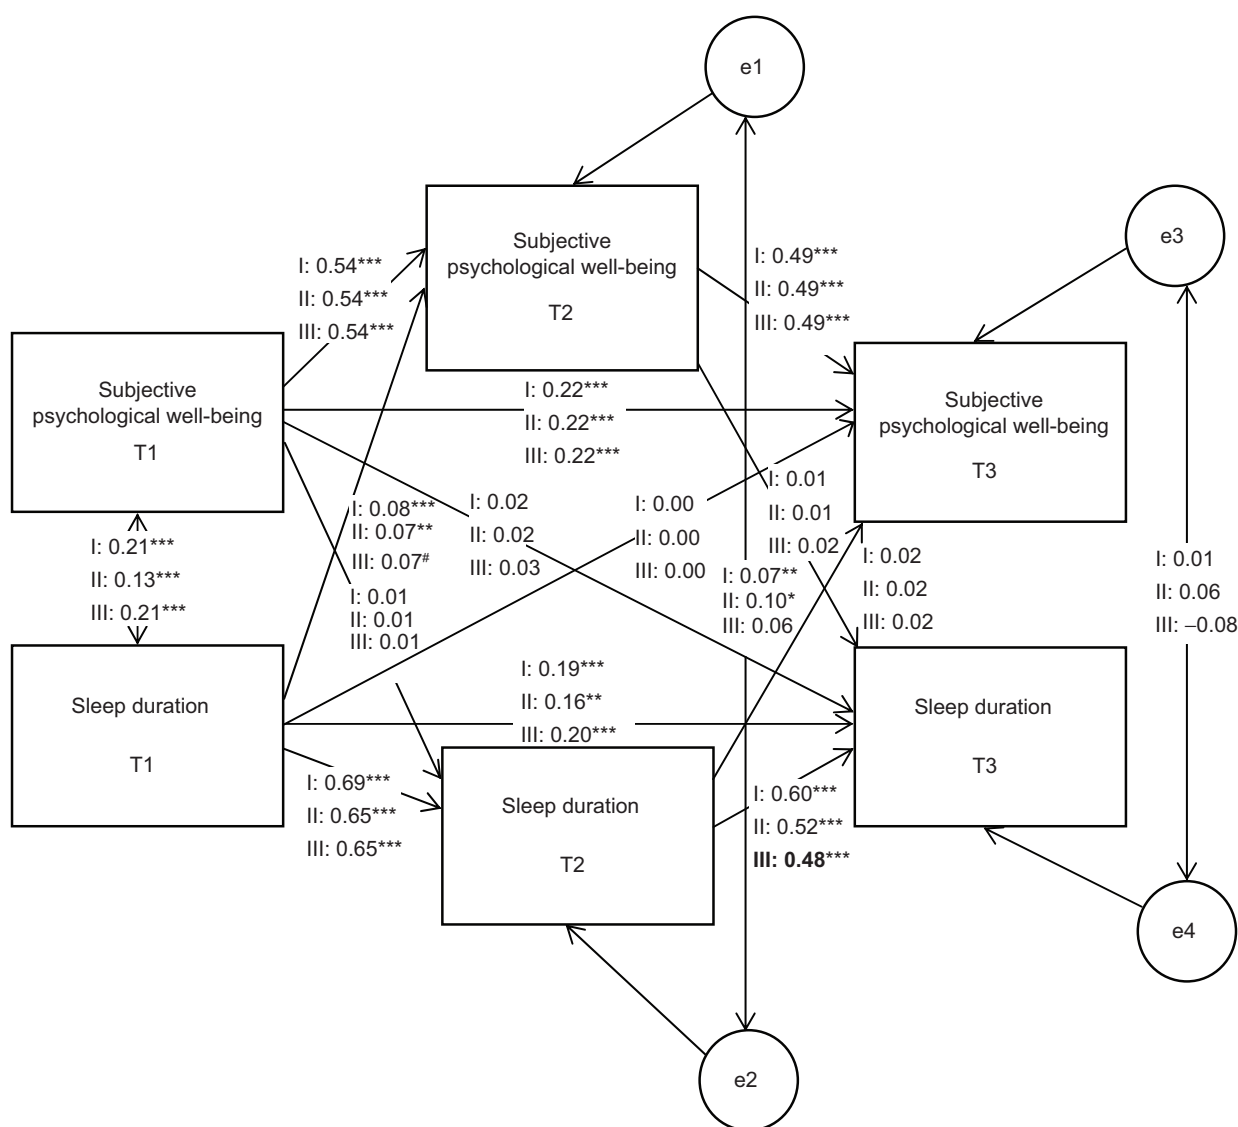 e1
e3
Subjective
psychological well-being
T2
I: 0.54***
II: 0.54***
III: 0.54***
I: 0.49***
II: 0.49***
III: 0.49***
Subjective
psychological well-being
T1
I: 0.22***
II: 0.22***
III: 0.22***
Subjective
psychological well-being
T3
I: 0.21***
II: 0.13***
III: 0.21***
I: 0.08***
II: 0.07**
III: 0.07#
I: 0.01
II: 0.01
III: 0.01
I: 0.02
II: 0.02
III: 0.03
I: 0.00
II: 0.00
III: 0.00
I: 0.01
II: 0.01
III: 0.02
I: 0.07**
II: 0.10*
III: 0.06
I: 0.02
II: 0.02
III: 0.02
I: 0.01
II: 0.06
III: –0.08
Sleep duration
T1
I: 0.19***
II: 0.16**
III: 0.20***
Sleep duration
T3
I: 0.69***
II: 0.65***
III: 0.65***
Sleep duration
T2
I: 0.60***
II: 0.52***
III: 0.48***
e4
e2